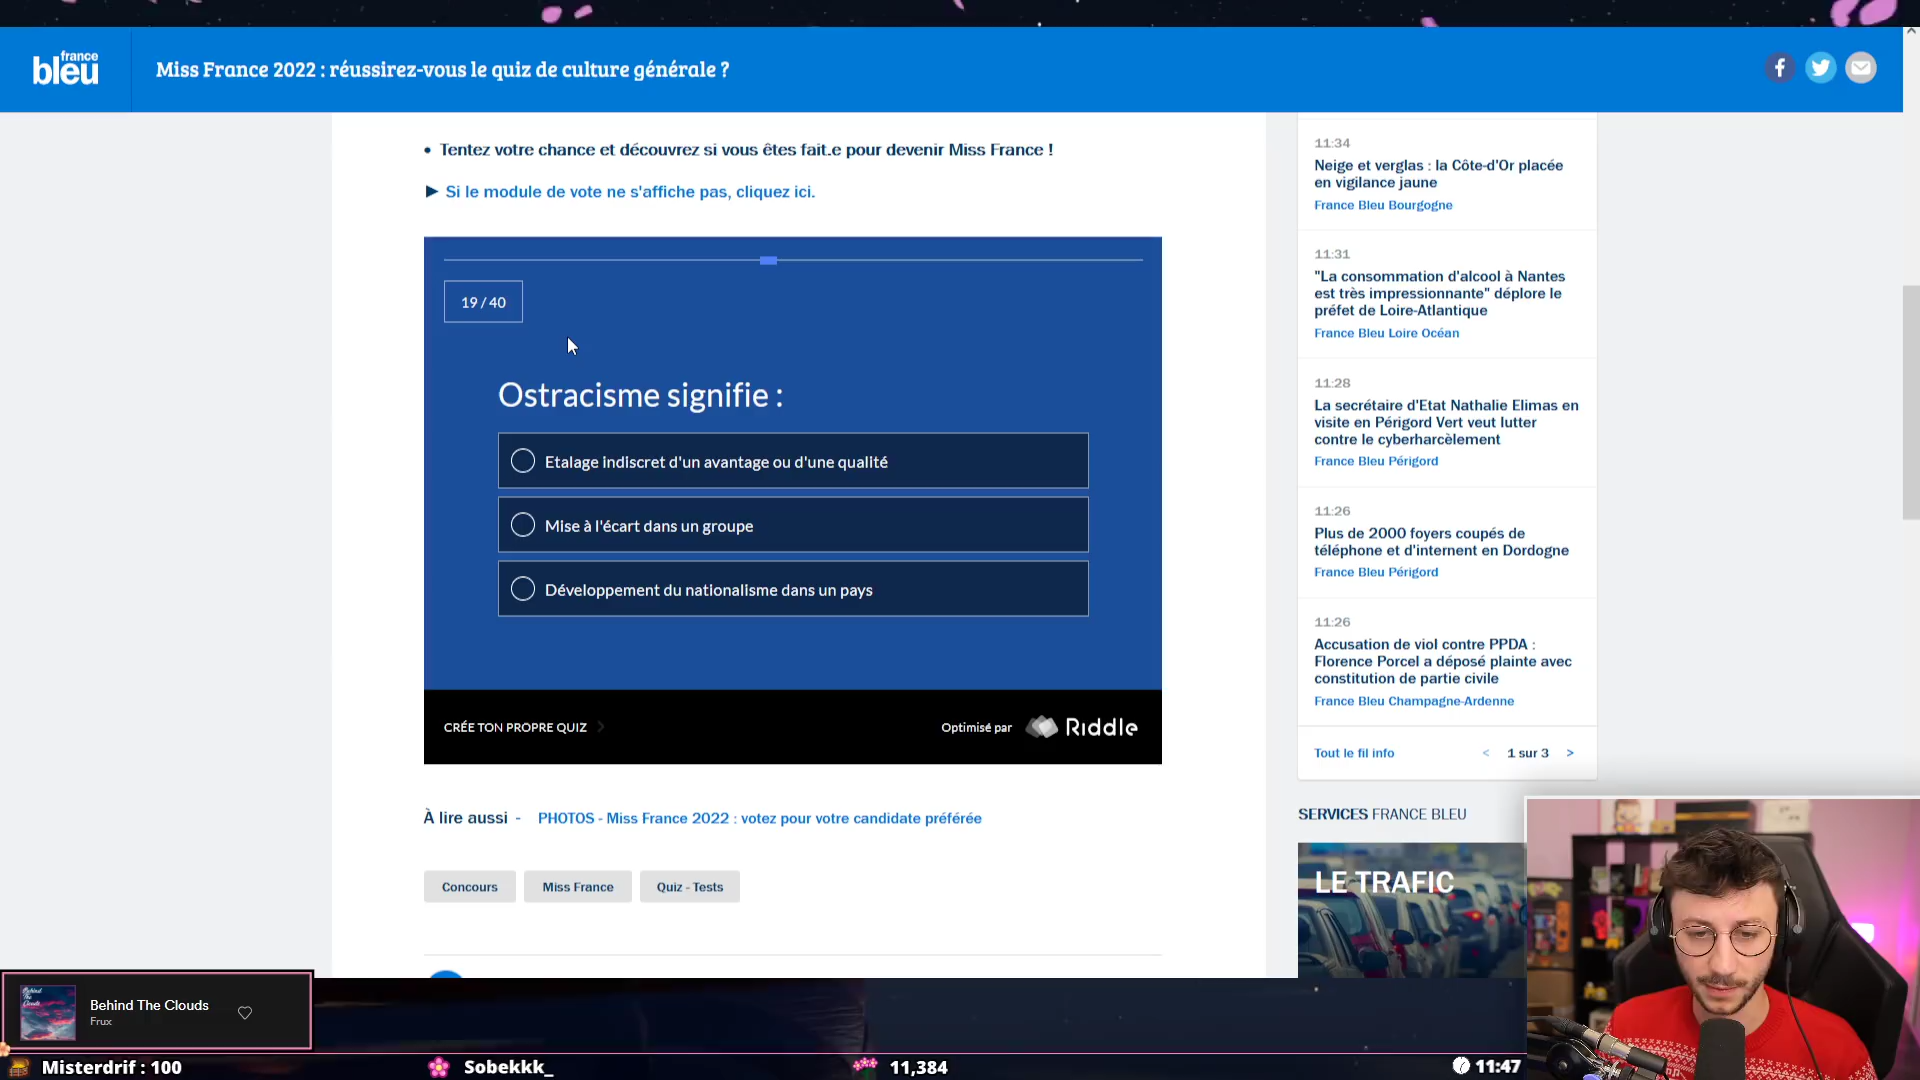 france
bleu
Miss France 2022 : réussirez-vous le quiz de culture générale ?
• Tentez votre chance et découvrez si vous êtes fait.e pour devenir Miss France !
► Si le module de vote ne s'affiche pas, cliquez ici.
19 / 40
Ostracisme signifie :
Etalage indiscret d'un avantage ou d'une qualité
Mise à l'écart dans un groupe
Développement du nationalisme dans un pays
CRÉE TON PROPRE QUIZ
Optimisé par Riddle
À lire aussi - PHOTOS - Miss France 2022 : votez pour votre candidate préférée
Concours
Miss France
Quiz - Tests
11:34
Neige et verglas : la Côte-d'Or placée
en vigilance jaune
France Bleu Bourgogne
11:31
"La consommation d'alcool à Nantes
est très impressionnante" déplore le
préfet de Loire-Atlantique
France Bleu Loire Océan
11:28
La secrétaire d'Etat Nathalie Elimas en
visite en Périgord Vert veut lutter
contre le cyberharcèlement
France Bleu Périgord
11:26
Plus de 2000 foyers coupés de
téléphone et d'internent en Dordogne
France Bleu Périgord
11:26
Accusation de viol contre PPDA :
Florence Porcel a déposé plainte avec
constitution de partie civile
France Bleu Champagne-Ardenne
Tout le fil info
< 1 sur 3 >
SERVICES FRANCE BLEU
LE TRAFIC
Behind The Clouds
Frux
Misterdrif : 100
Sobekkk_
11,384
11:47